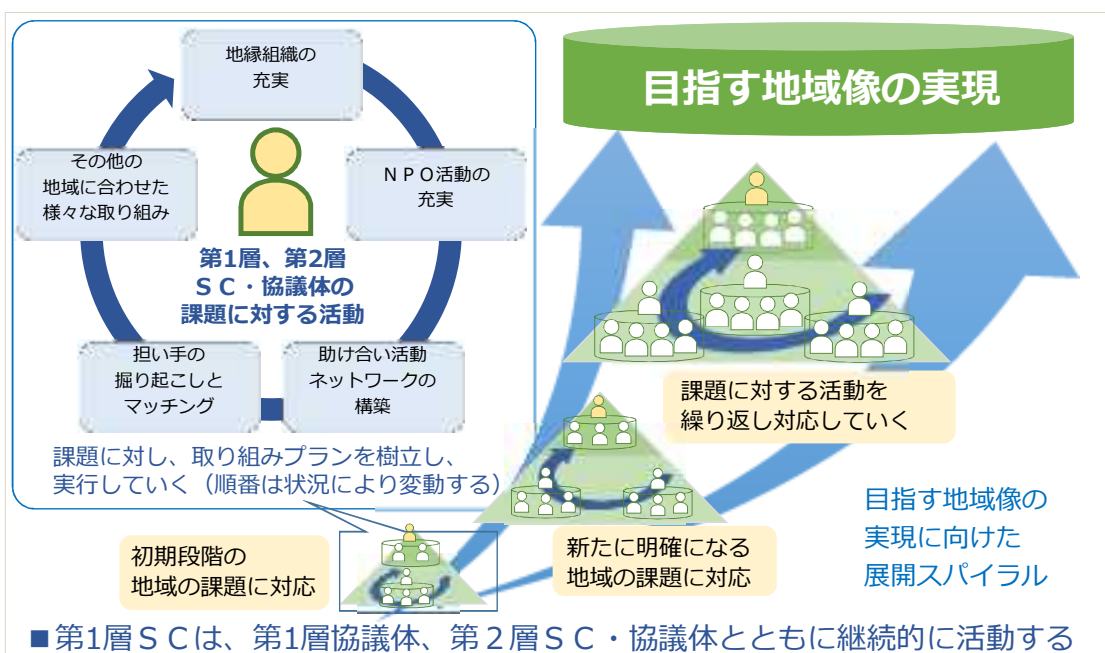 地縁組織の
充実
ＮＰＯ活動の
充実
助け合い活動
ネットワークの
構築
担い手の
掘り起こしと
マッチング
その他の
地域に合わせた
様々な取り組み
第1層、第2層
ＳＣ・協議体の
課題に対する活動
課題に対し、取り組みプランを樹立し、
実行していく（順番は状況により変動する）
目指す地域像の実現
課題に対する活動を
繰り返し対応していく
新たに明確になる
地域の課題に対応
初期段階の
地域の課題に対応
目指す地域像の
実現に向けた
展開スパイラル
■第1層ＳＣは、第1層協議体、第２層ＳＣ・協議体とともに継続的に活動する